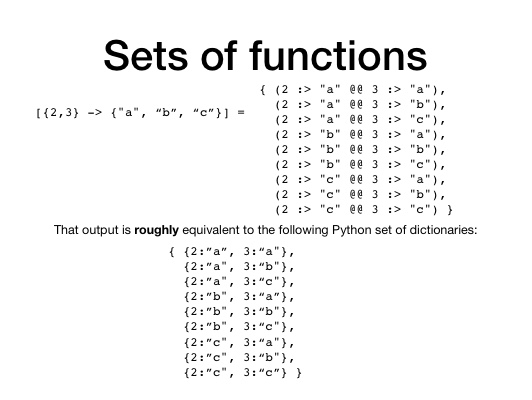 Sets of functions
[{2,3} -> {"a", “b”, “c”}] =
{ (2 :> "a" @@ 3 :> "a"),
(2 :> "a" @@ 3 :> "b"),
(2 :> "a" @@ 3 :> "c"),
(2 :> "b" @@ 3 :> "a"),
(2 :> "b" @@ 3 :> "b"),
(2 :> "b" @@ 3 :> "c"),
(2 :> "c" @@ 3 :> "a"),
(2 :> "c" @@ 3 :> "b"),
(2 :> "c" @@ 3 :> "c") }
That output is roughly equivalent to the following Python set of dictionaries:
{ {2:”a”, 3:“a"},
{2:”a", 3:“b"},
{2:”a", 3:“c"},
{2:”b", 3:“a”},
{2:”b", 3:“b"},
{2:”b", 3:“c"},
{2:”c", 3:“a"},
{2:”c", 3:“b"},
{2:”c", 3:“c”} }